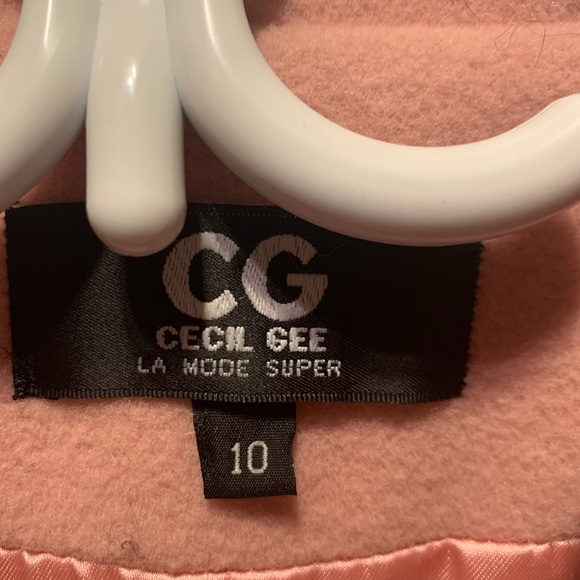 CG
CECIL GEE
LA MODE SUPER
10